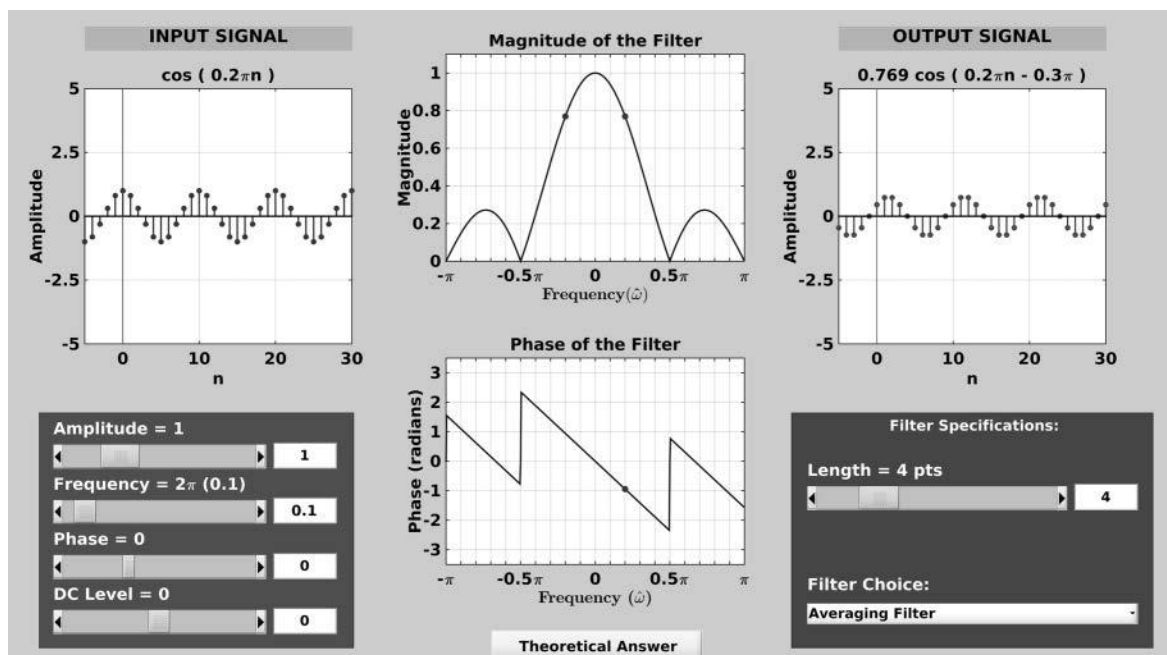 INPUT SIGNAL
cos ( 0.2πn )
5
2.5
0
-2.5
-5
Amplitude
0
10
20
30
n
Magnitude of the Filter
1
0.8
0.6
0.4
0.2
0
Magnitude
-π
-0.5π
0
0.5π
π
Frequency(ω̂)
OUTPUT SIGNAL
0.769 cos ( 0.2πn - 0.3π )
5
2.5
0
-2.5
-5
Amplitude
0
10
20
30
n
Phase of the Filter
3
2
1
0
-1
-2
-3
Phase (radians)
-π
-0.5π
0
0.5π
π
Frequency (ω̂)
Amplitude = 1
1
Frequency = 2π (0.1)
0.1
Phase = 0
0
DC Level = 0
0
Theoretical Answer
Filter Specifications:
Length = 4 pts
4
Filter Choice:
Averaging Filter